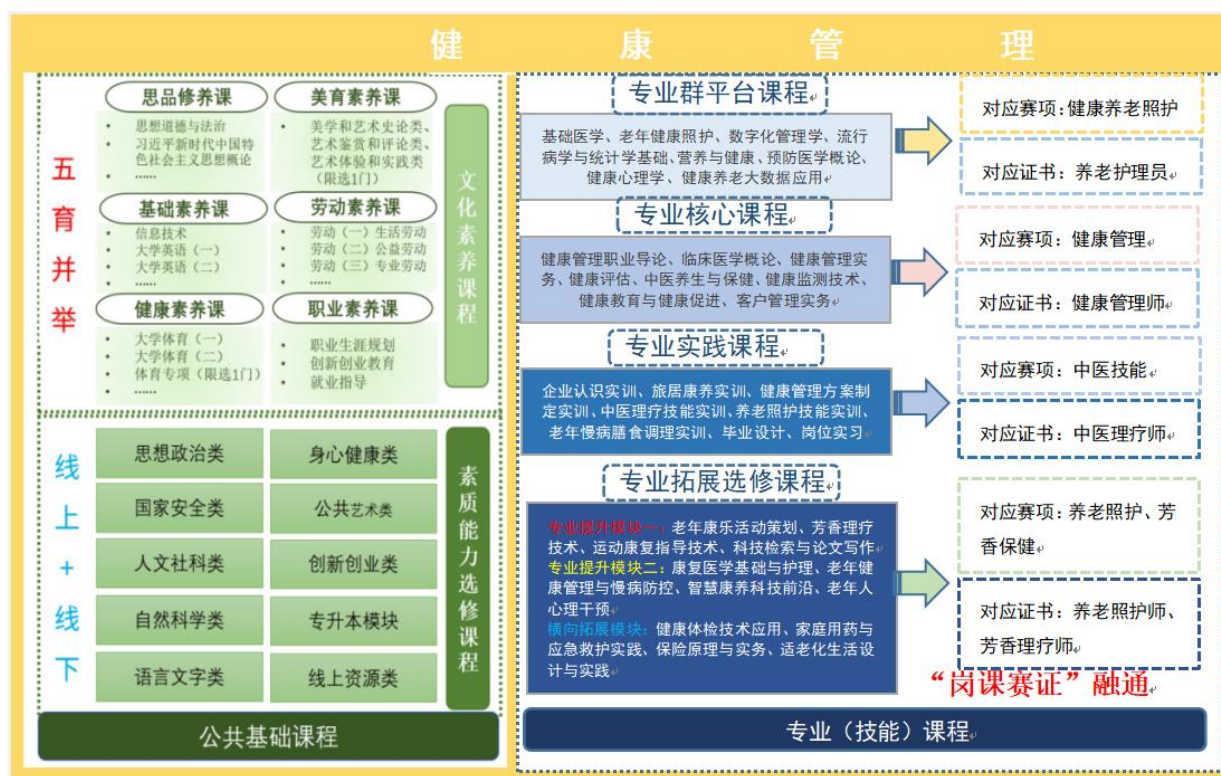 健康管理
五育并举
思品修养课
• 思想道德与法治
• 习近平新时代中国特
色社会主义思想概论
• ······
美育素养课
• 美学和艺术史论类、
艺术鉴赏和评论类、
艺术体验和实践类
（限选1门）
基础素养课
• 信息技术
• 大学英语（一）
• 大学英语（二）
• ······
劳动素养课
• 劳动（一）生活劳动
• 劳动（二）公益劳动
• 劳动（三）专业劳动
• ······
健康素养课
• 大学体育（一）
• 大学体育（二）
• 体育专项（限选1门）
• ······
职业素养课
• 职业生涯规划
• 创新创业教育
• 就业指导
文化素养课程
线上+线下
思想政治类
身心健康类
国家安全类
公共艺术类
人文社科类
创新创业类
自然科学类
专升本模块
语言文字类
线上资源类
素质能力选修课程
公共基础课程
专业群平台课程
基础医学、老年健康照护、数字化管理学、流行
病学与统计学基础、营养与健康、预防医学概论、
健康心理学、健康养老大数据应用
对应赛项：健康养老照护
对应证书：养老护理员
专业核心课程
健康管理职业导论、临床医学概论、健康管理实
务、健康评估、中医养生与保健、健康监测技术、
健康教育与健康促进、客户管理实务
对应赛项：健康管理
对应证书：健康管理师
专业实践课程
企业认识实训、旅居康养实训、健康管理方案制
定实训、中医理疗技能实训、养老照护技能实训、
老年慢病膳食调理实训、毕业设计、岗位实习
对应赛项：中医技能
对应证书：中医理疗师
专业拓展选修课程
专业提升模块一：老年康乐活动策划、芳香理疗
技术、运动康复指导技术、科技检索与论文写作
专业提升模块二：康复医学基础与护理、老年健
康管理与慢病防控、智慧康养科技前沿、老年人
心理干预
横向拓展模块：健康体检技术应用、家庭用药与
应急救护实践、保险原理与实务、适老化生活设
计与实践
对应赛项：养老照护、芳
香保健
对应证书：养老照护师、
芳香理疗师
“岗课赛证”融通
专业（技能）课程